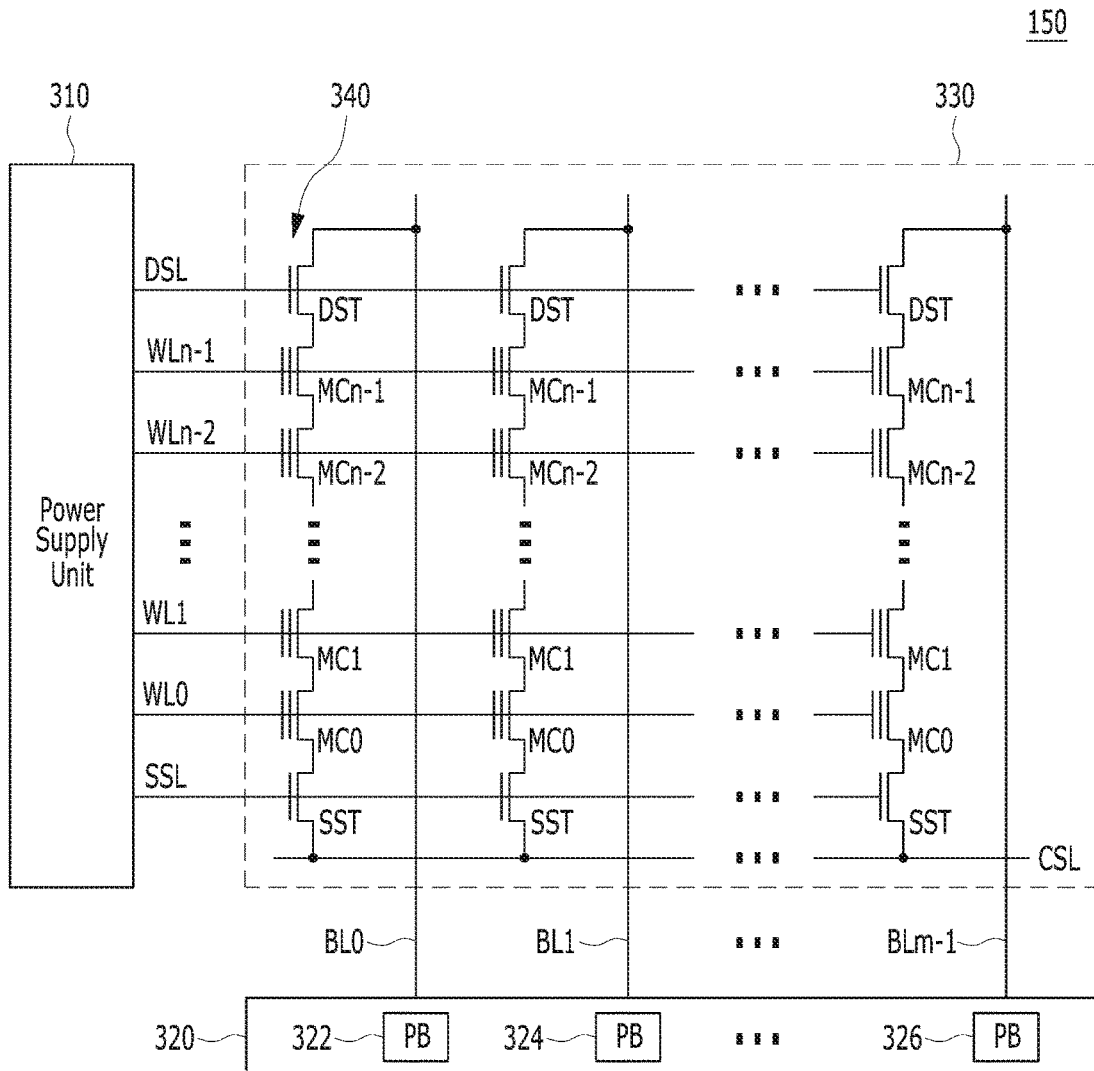 150
310
340
330
DSL
DST
DST
DST
WLn-1
MCn-1
MCn-1
MCn-1
WLn-2
MCn-2
MCn-2
MCn-2
Power
Supply
Unit
WL1
MC1
MC1
MC1
WL0
MC0
MC0
MC0
SSL
SST
SST
SST
CSL
BL0
BL1
BLm-1
320
322
PB
324
PB
326
PB